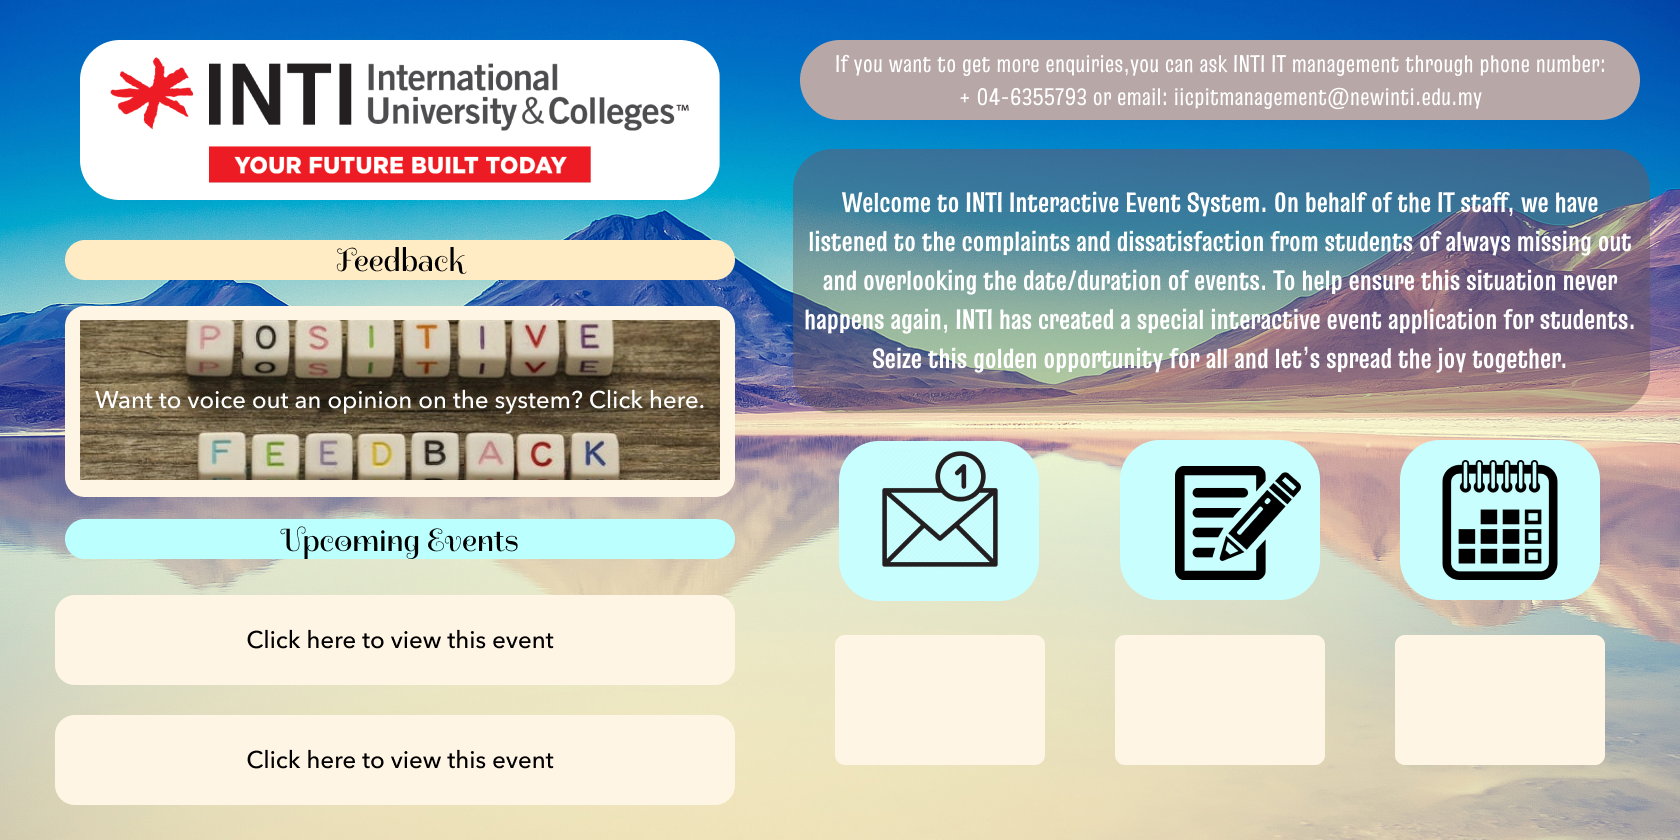 INTI International
University & Colleges™
YOUR FUTURE BUILT TODAY
Feedback
POSITIVE
Want to voice out an opinion on the system? Click here.
FEEDBACK
Upcoming Events
Click here to view this event
Click here to view this event
If you want to get more enquiries,you can ask INTI IT management through phone number:
+ 04-6355793 or email: iicpitmanagement@newinti.edu.my
Welcome to INTI Interactive Event System. On behalf of the IT staff, we have
listened to the complaints and dissatisfaction from students of always missing out
and overlooking the date/duration of events. To help ensure this situation never
happens again, INTI has created a special interactive event application for students.
Seize this golden opportunity for all and let's spread the joy together.
1